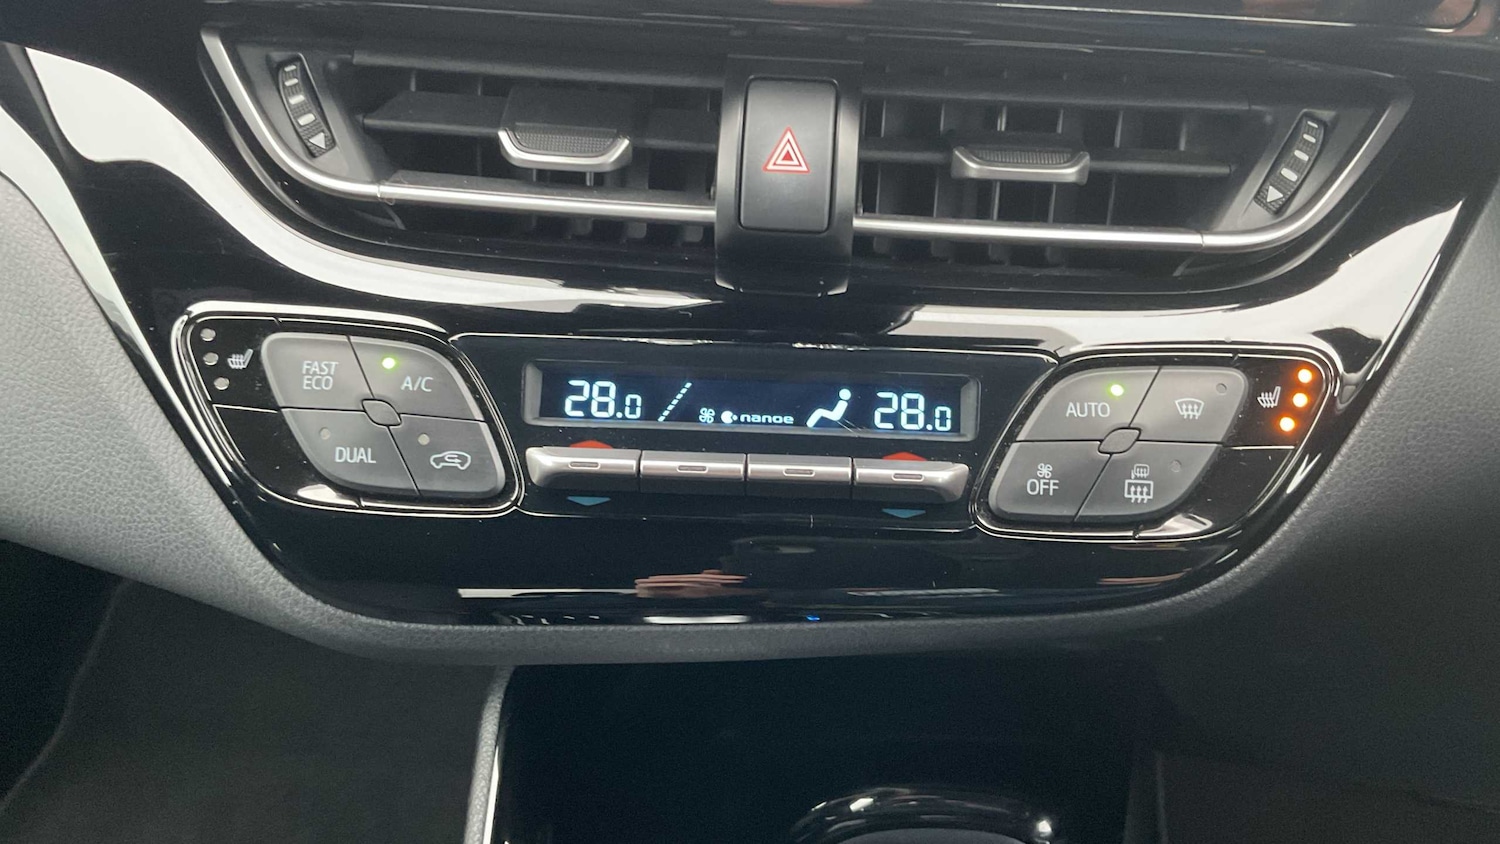 FAST
ECO
A/C
DUAL
28.0
nanoe
28.0
AUTO
OFF